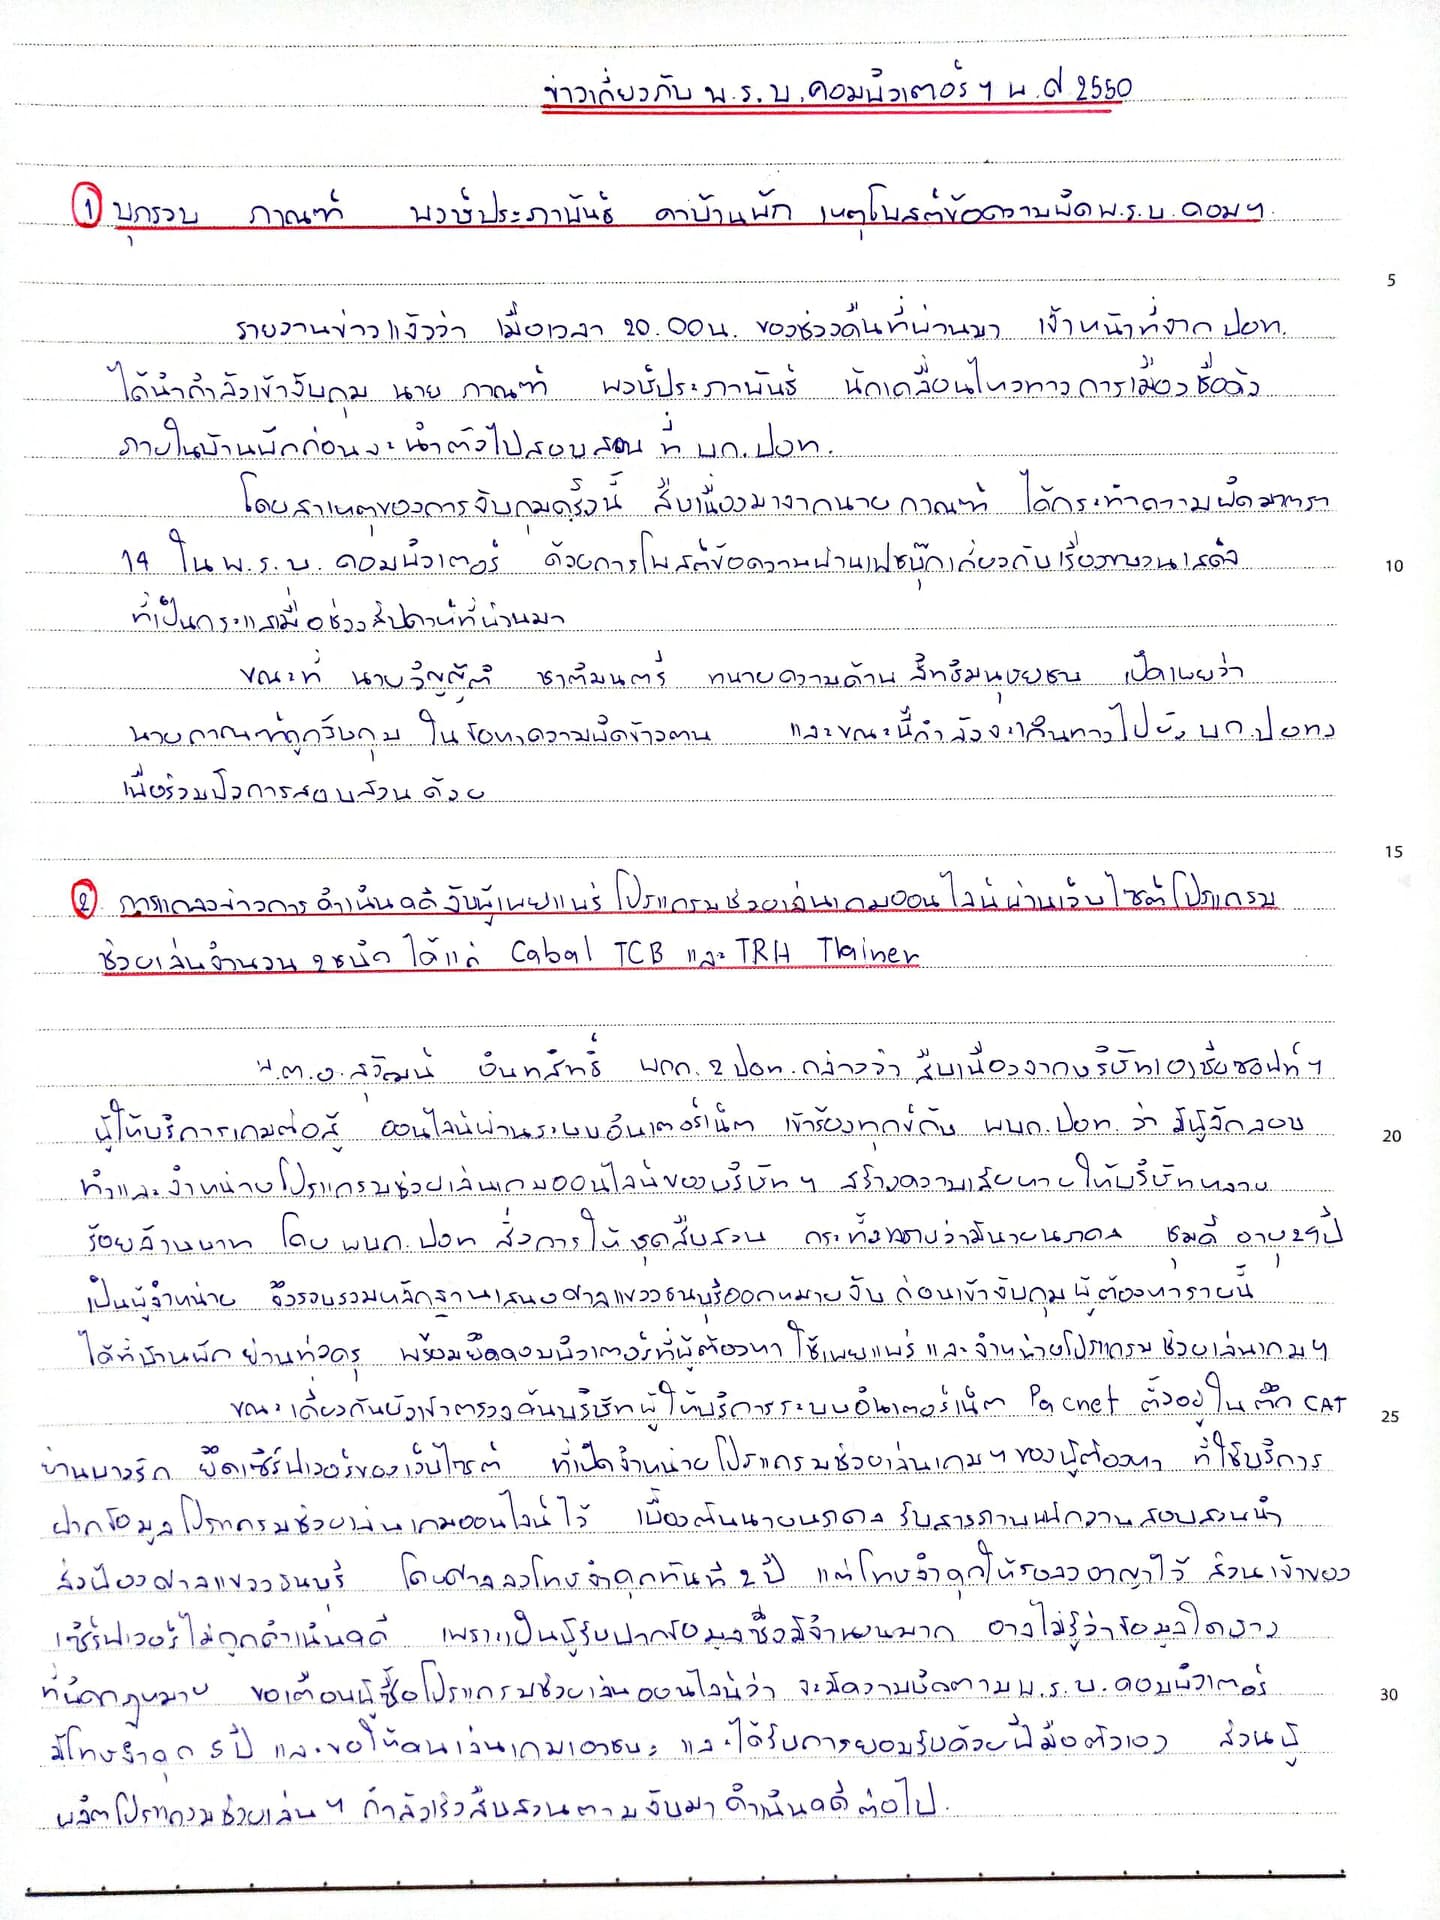 ข่าวเกี่ยวกับ พ.ร.บ.คอมพิวเตอร์ฯ พ.ศ 2550
1 บุกรวบ กาณฑ์ พงษ์ประภาพันธ์ คาบ้านพัก เหตุโพสต์ข้อความผิดพ.ร.บ.คอมฯ
5
รายงานข่าวแจ้งว่า เมื่อเวลา 20.00น. ของช่วงคืนที่ผ่านมา เจ้าหน้าที่จาก ปอท.
ได้นำกำลังเข้าจับกุม นาย กาณฑ์ พงษ์ประภาพันธ์ นักเคลื่อนไหวทางการเมืองชื่อดัง
ภายในบ้านพักก่อนจะนำตัวไปสอบสอน ที่ บก.ปอท.
โดยสาเหตุของการจับกุมครั้งนี้ สืบเนื่องมาจากนายกาณฑ์ ได้กระทำความผิดมาตรา
14 ใน พ.ร.บ. คอมพิวเตอร์ ด้วยการโพสต์ข้อความผ่านเฟซบุ๊กเกี่ยวกับเรื่องขบวนเสด็จ
10
ที่เป็นกระแสเมื่อช่วงสัปดาห์ที่ผ่านมา
ขณะที่ นายวิญญัติ ชาติมนตรี ทนายความด้าน สิทธิมนุษยชน เปิดเผยว่า
นายกาณฑ์ถูกจับกุม ในข้อหาความผิดข้างตน และขณะนี้กำลังจะเดินทางไปยัง บก.ปอทง
เพื่อร่วมฟังการสอบสวนด้วย
15
2 การแถลงข่าวการดำเนินคดี จับผู้เผยแพร่ โปรแกรมช่วยเล่นเกมออนไลน์ผ่านเว็บไซต์ โปรแกรม
ช่วยเล่นจำนวน 2ชนิด ได้แก่ Cabal TCB และ TRH Trainer
พ.ต.อ.สุวัฒน์ อินทสิทธิ์ ผกก.2 ปอท.กล่าวว่า สืบเนื่องจากบริษัทเอเชียซอฟท์ฯ
ผู้ให้บริการเกมต่อสู้ ออนไลน์ผ่านระบบอินเตอร์เน็ต เข้าร้องทุกข์กับ ผบก.ปอท. ว่า มีผู้ลักลอบ
20
ทำและจำหน่ายโปรแกรมช่วยเล่นเกมออนไลน์ของบริษัทฯ สร้างความเสียหายให้บริษัทหลาย
ร้อยล้านบาท โดย ผบก.ปอท สั่งการให้ ชุดสืบสวน กระทั่งทราบว่ามีนายนภดล ชุมดี อายุ29ปี
เป็นผู้จำหน่าย จึงรวบรวมหลักฐานเสนอศาลแขวงธนบุรีออกหมายจับ ก่อนเข้าจับกุมผู้ต้องหารายนี้
ได้ที่บ้านพัก ย่านท่งครุ พร้อมยึดคอมพิวเตอร์ที่ผู้ต้องหา ใช้เผยแพร่ และจำหน่ายโปรแกรม ช่วยเล่นเกมฯ
ขณะเดียวกันยังเข้าตรวจค้นบริษัทผู้ให้บริการระบบอินเตอร์เน็ต Pacnet ตั้งอยู่ใน ตึก CAT
25
ย่านบางรัก ยึดเซิร์ฟเวอร์ของเว็บไซต์ ที่เปิดจำหน่ายโปรแกรมช่วยเล่นเกมฯของผู้ต้องหา ที่ใช้บริการ
ฝากข้อมูลโปรแกรมช่วยเล่นเกมออนไลน์ไว้ เบื้องต้นนายนภดล รับสารภาพพนักงานสอบสวนนำ
ส่งฟ้องศาลแขวงธนบุรี โดยศาลลงโทษจำคุกทันที 2 ปี แต่โทษจำคุกให้รอลงอาญาไว้ ส่วนเจ้าของ
เซิร์ฟเวอร์ไม่ถูกดำเนินคดี เพราะเป็นผู้รับฝากข้อมูลซึ่งมีจำนวนมาก อาจไม่รู้ว่าข้อมูลใดบ้าง
ที่ผิดกฎหมาย ขอเตือนผู้ซื้อโปรแกรมช่วยเล่นออนไลน์ว่า จะมีความผิดตามพ.ร.บ.คอมพิวเตอร์
30
มีโทษจำคุก 5 ปี และขอให้คนเล่นเกมเอาชนะ และได้รับการยอมรับด้วยฝีมือตัวเอง ส่วนผู้
ผลิตโปรแกรมช่วยเล่นฯ กำลังเร่งสืบสวนตามจับมาดำเนินคดีต่อไป.